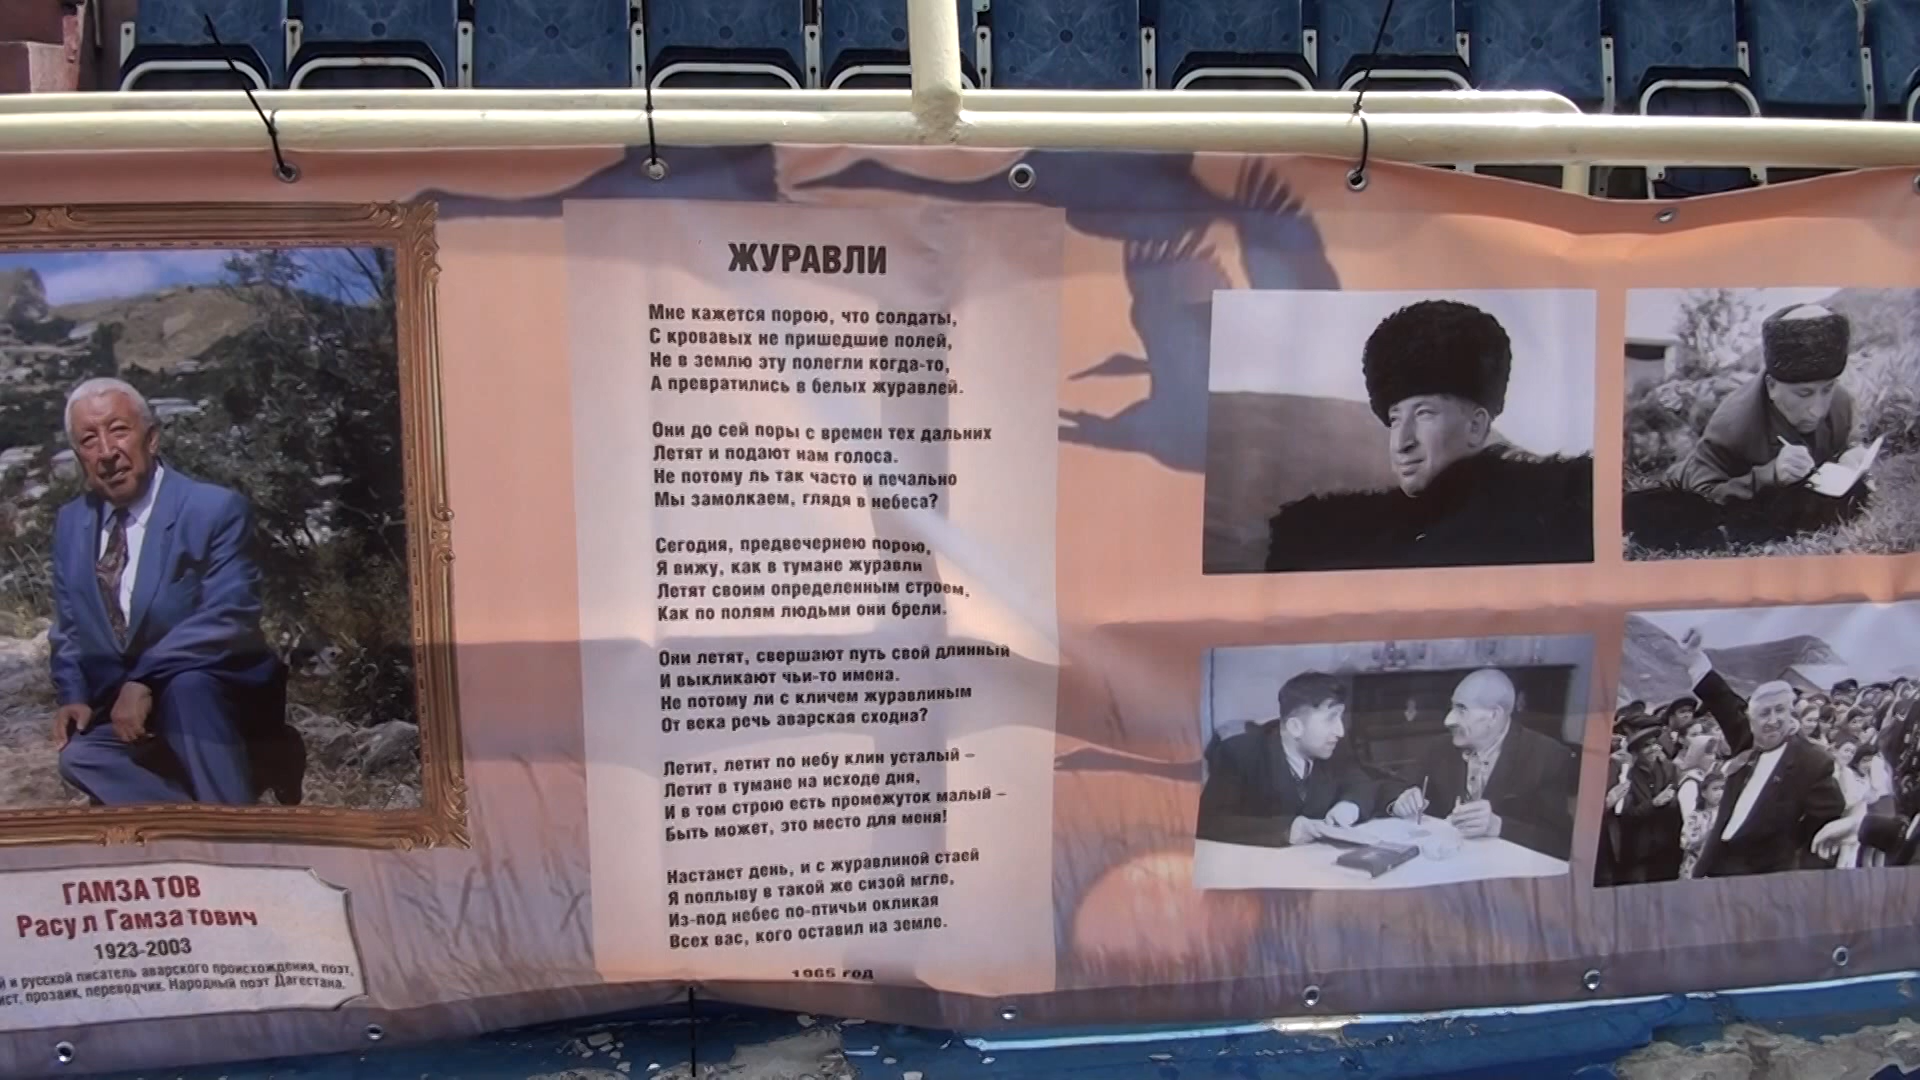 ЖУРАВЛИ
Мне кажется порою, что солдаты,
С кровавых не пришедшие полей,
Не в землю эту полегли когда-то,
А превратились в белых журавлей.
Они до сей поры с времен тех дальних
Летят и подают нам голоса.
Не потому ль так часто и печально
Мы замолкаем, глядя в небеса?
Сегодня, предвечернею порою,
Я вижу, как в тумане журавли
Летят своим определенным строем,
Как по полям людьми они брели.
Они летят, свершают путь свой длинный
И выкликают чьи-то имена.
Не потому ли с кличем журавлиным
От века речь аварская сходна?
Летит, летит по небу клин усталый –
Летит в тумане на исходе дня,
И в том строю есть промежуток малый –
Быть может, это место для меня!
Настанет день, и с журавлиной стаей
Я поплыву в такой же сизой мгле,
Из-под небес по-птичьи окликая
Всех вас, кого оставил на земле.
1965 год
ГАМЗАТОВ
Расул Гамзатович
1923-2003
и русской писатель аварского происхождения, поэт,
прозаик, переводчик. Народный поэт Дагестана.